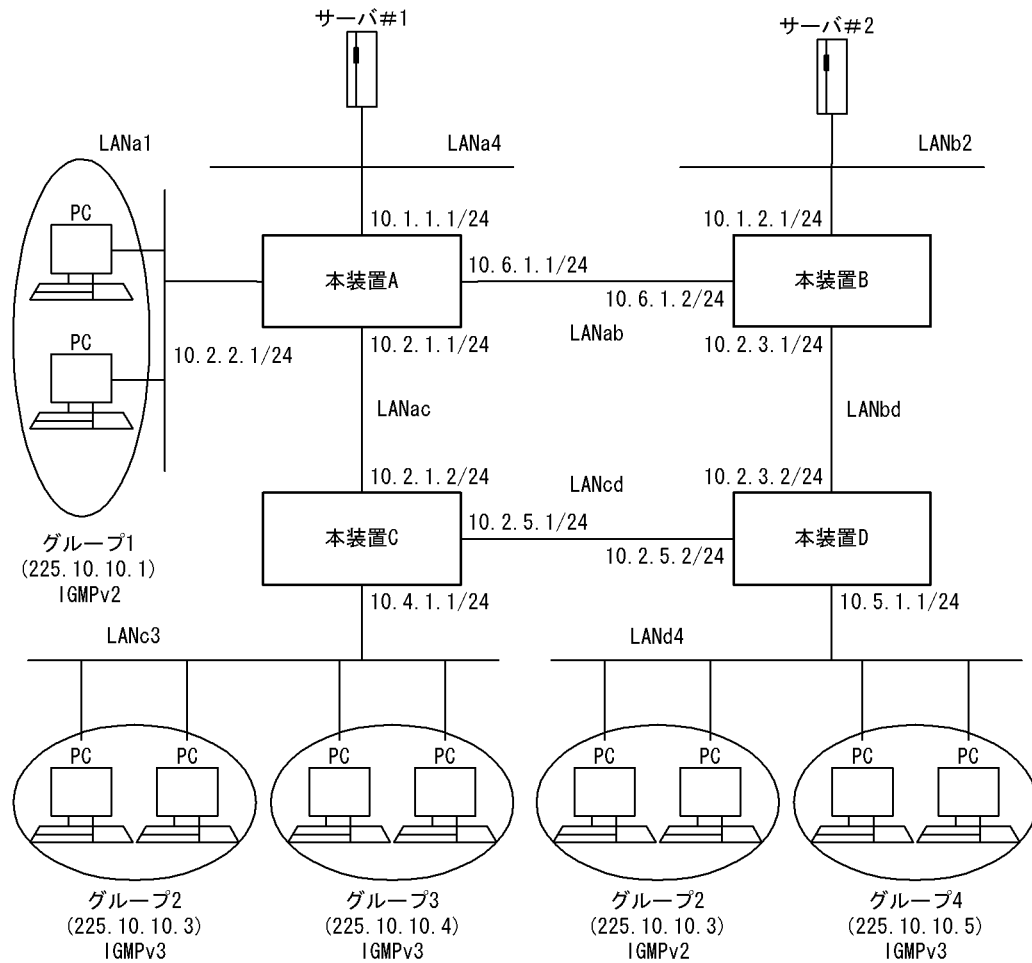 サーバ#1
サーバ#2
LANa1
LANa4
LANb2
PC
10.1.1.1/24
10.1.2.1/24
本装置A
10.6.1.1/24
本装置B
10.6.1.2/24
PC
10.2.2.1/24
10.2.1.1/24
LANab
10.2.3.1/24
LANac
LANbd
10.2.1.2/24
LANcd
10.2.3.2/24
本装置C
10.2.5.1/24
本装置D
10.2.5.2/24
グループ1
(225.10.10.1)
IGMPv2
10.4.1.1/24
10.5.1.1/24
LANc3
LANd4
PC
PC
PC
PC
PC
PC
PC
PC
グループ2
(225.10.10.3)
IGMPv3
グループ3
(225.10.10.4)
IGMPv3
グループ2
(225.10.10.3)
IGMPv2
グループ4
(225.10.10.5)
IGMPv3